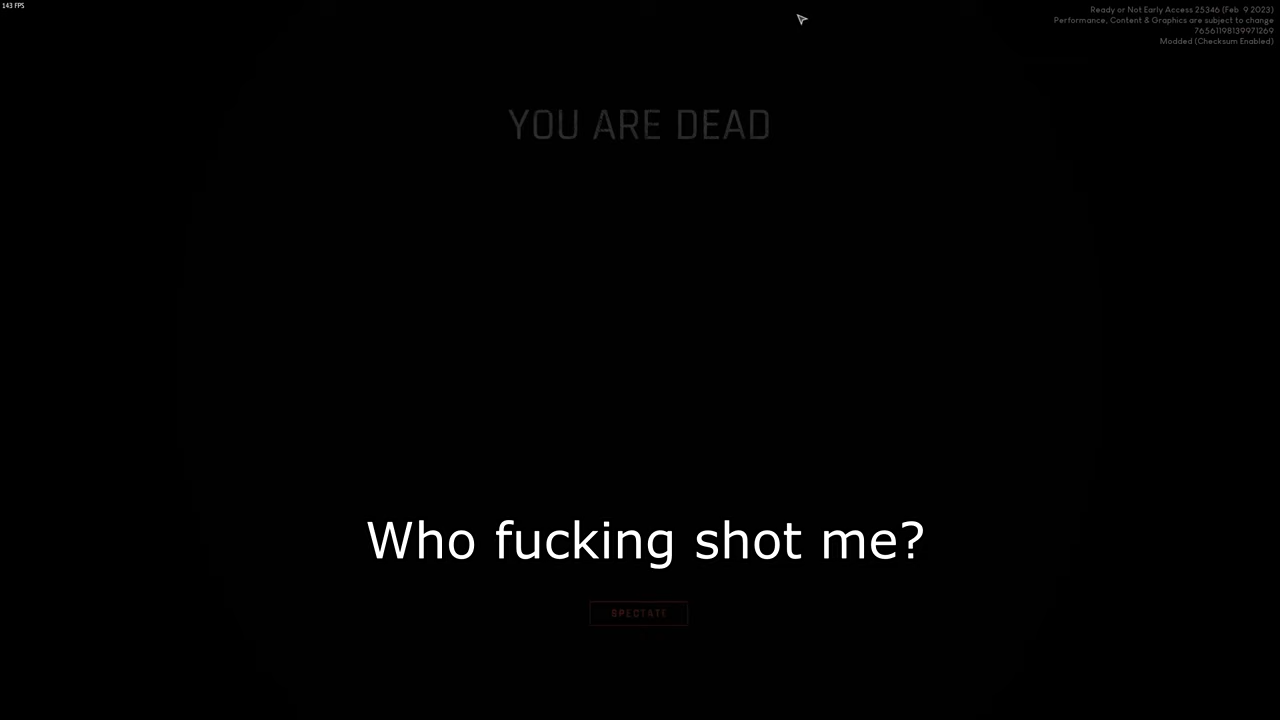 143 FPS
Ready or Not Early Access 25346 (Feb 9 2023)
Performance, Content & Graphics are subject to change
76561198139971269
Modded (Checksum Enabled)
YOU ARE DEAD
Who fucking shot me?
SPECTATE